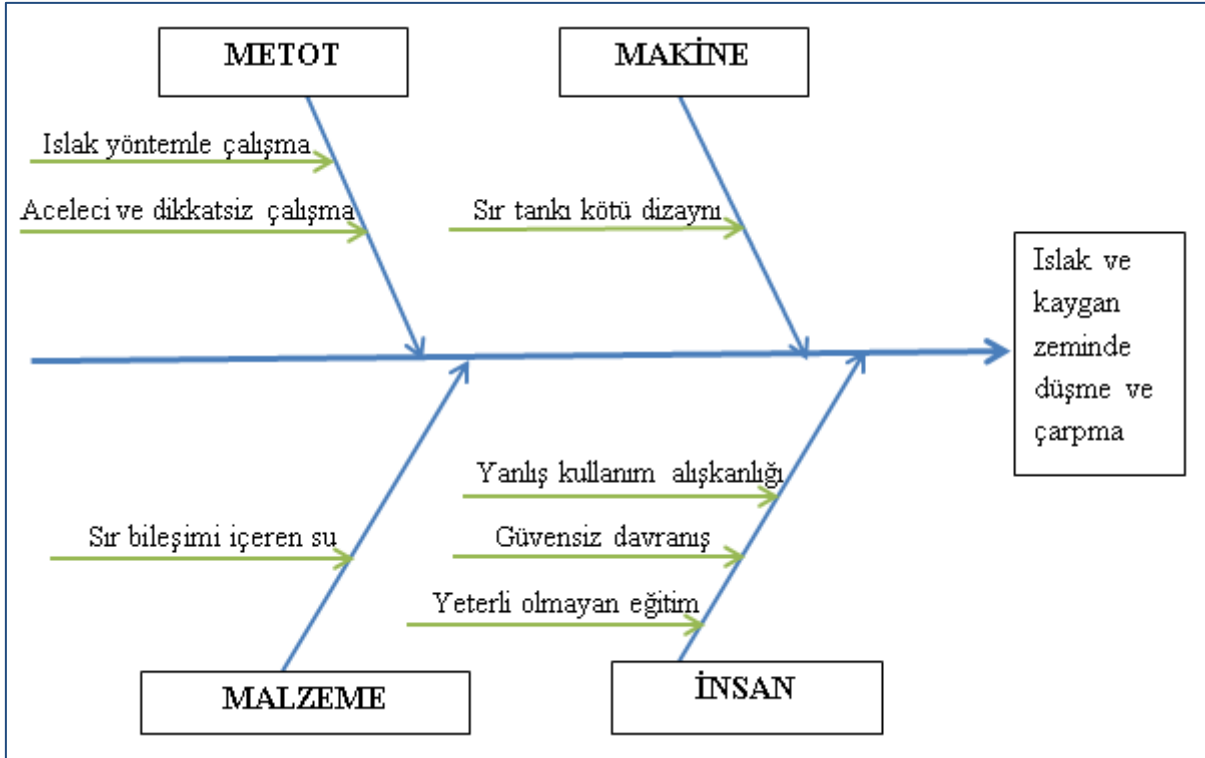 METOT
MAKİNE
Islak yöntemle çalışma
Aceleci ve dikkatsiz çalışma
Sır tankı kötü dizaynı
Islak ve
kaygan
zeminde
düşme ve
çarpma
Yanlış kullanım alışkanlığı
Sır bileşimi içeren su
Güvensiz davranış
Yeterli olmayan eğitim
MALZEME
İNSAN